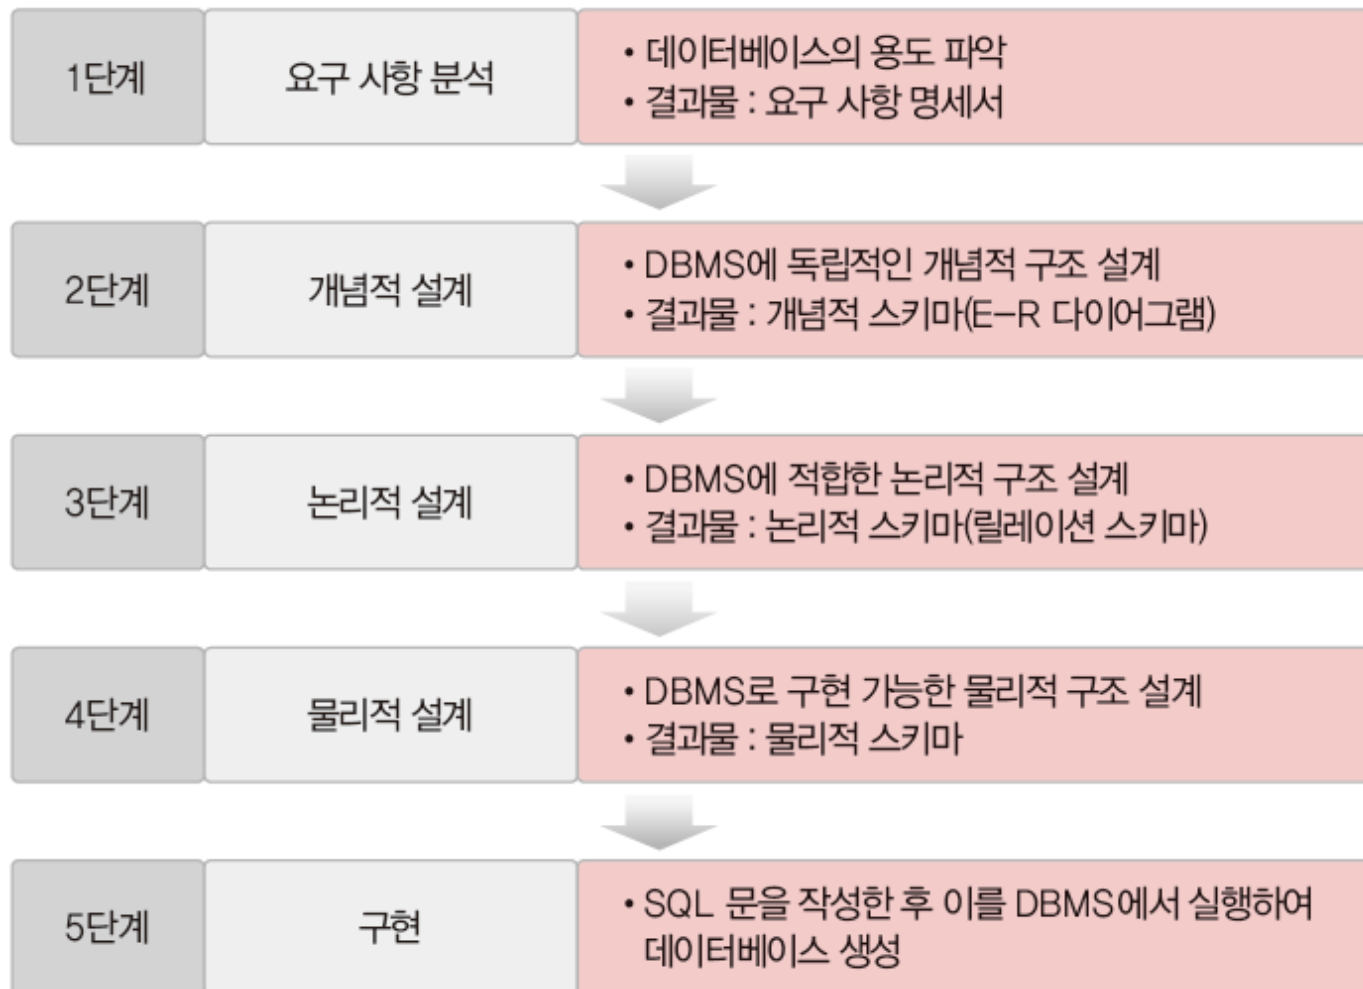 1단계
요구 사항 분석
• 데이터베이스의 용도 파악
• 결과물 : 요구 사항 명세서
2단계
개념적 설계
• DBMS에 독립적인 개념적 구조 설계
• 결과물 : 개념적 스키마(E-R 다이어그램)
3단계
논리적 설계
• DBMS에 적합한 논리적 구조 설계
• 결과물 : 논리적 스키마(릴레이션 스키마)
4단계
물리적 설계
• DBMS로 구현 가능한 물리적 구조 설계
• 결과물 : 물리적 스키마
5단계
구현
• SQL 문을 작성한 후 이를 DBMS에서 실행하여
데이터베이스 생성